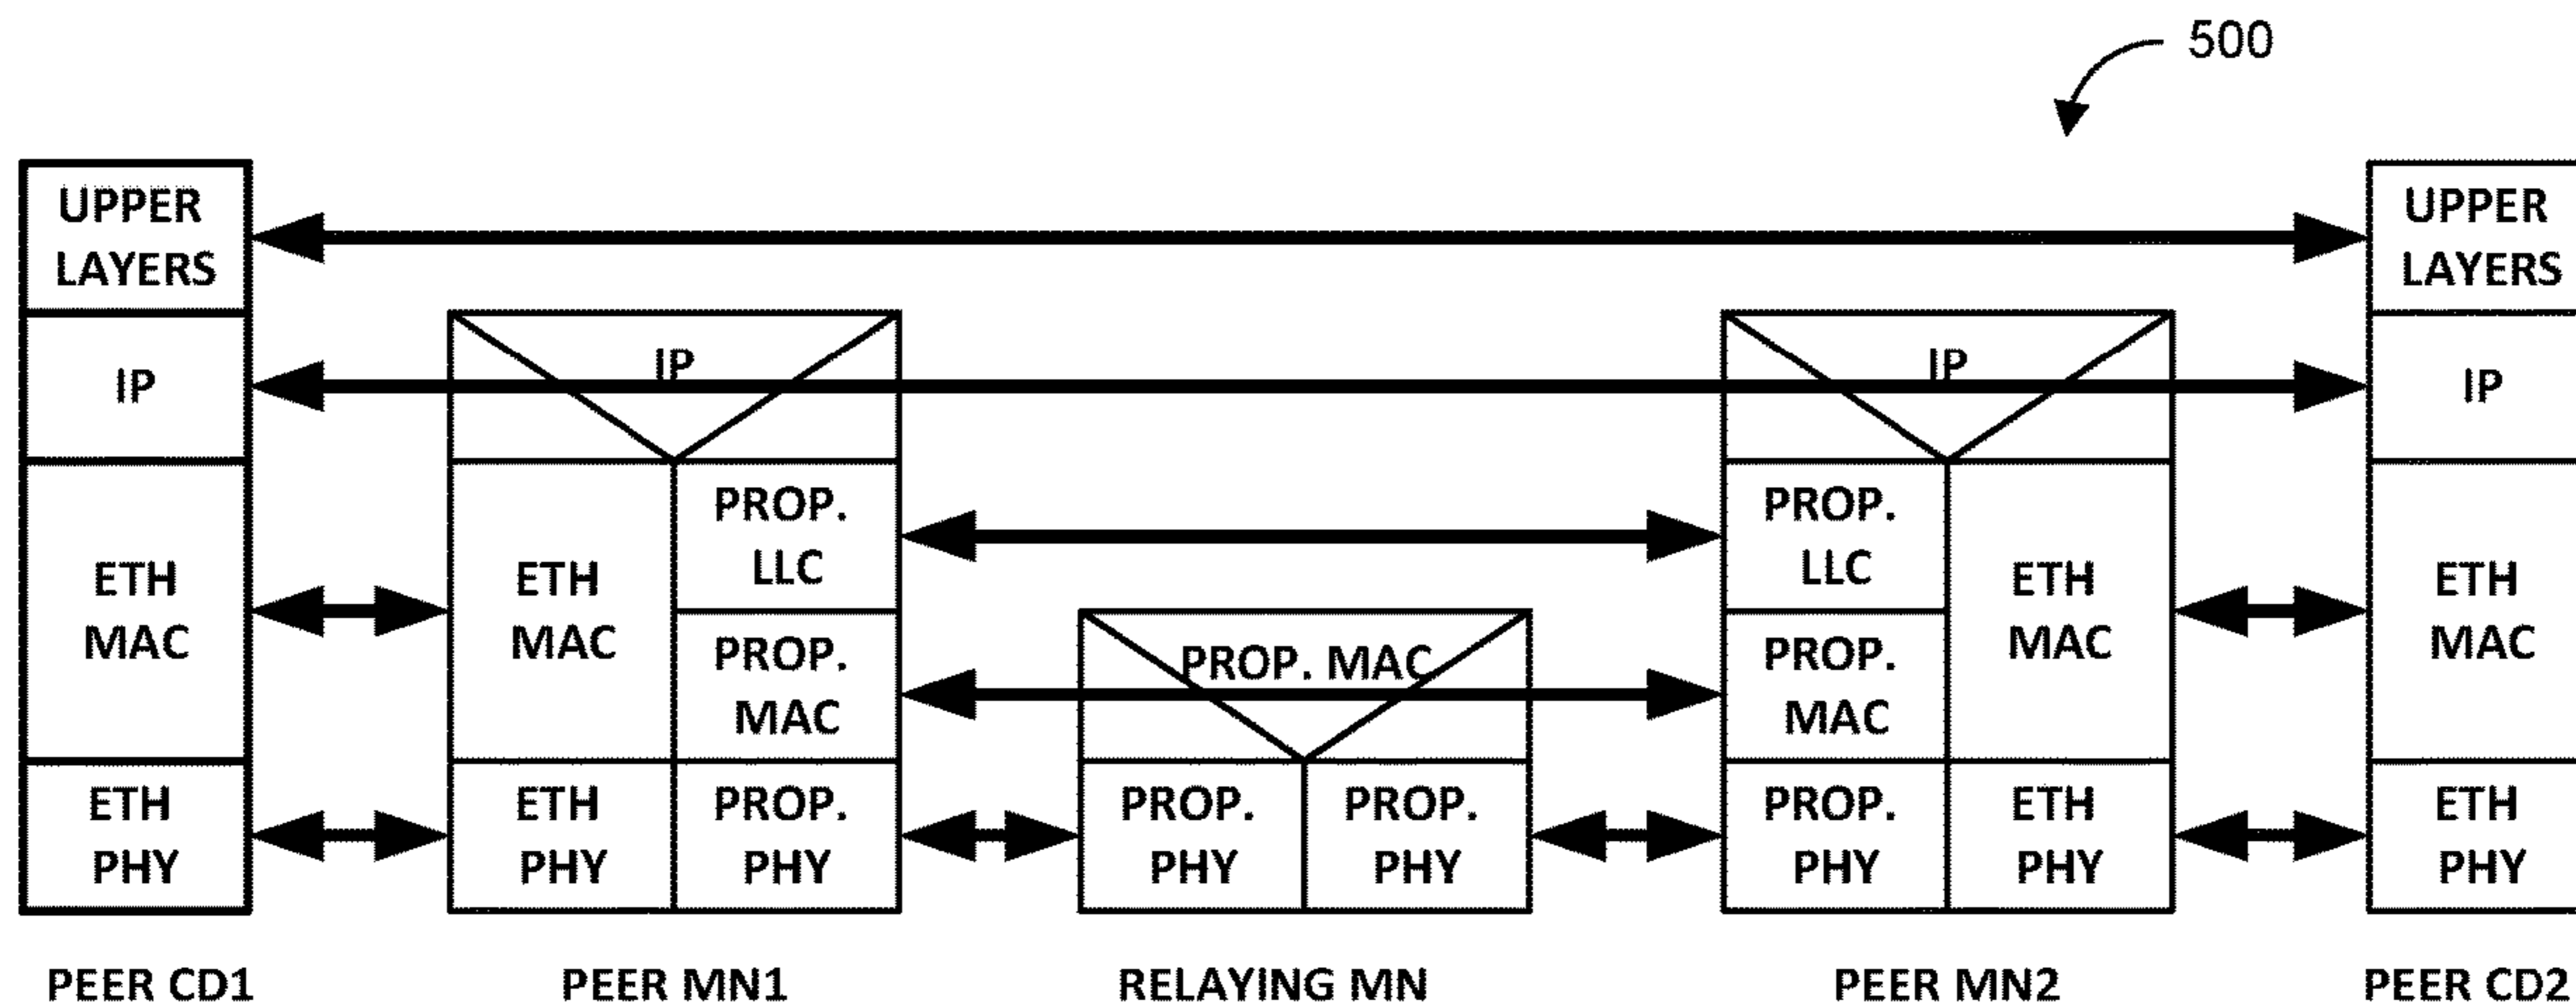 500
UPPER
LAYERS
IP
ETH
MAC
ETH
PHY
PEER CD1
IP
ETH
MAC
PROP.
LLC
PROP.
MAC
ETH
PHY
PROP.
PHY
PEER MN1
PROP. MAC
PROP.
PHY
PROP.
PHY
RELAYING MN
IP
PROP.
LLC
PROP.
MAC
ETH
MAC
PROP.
PHY
ETH
PHY
PEER MN2
UPPER
LAYERS
IP
ETH
MAC
ETH
PHY
PEER CD2